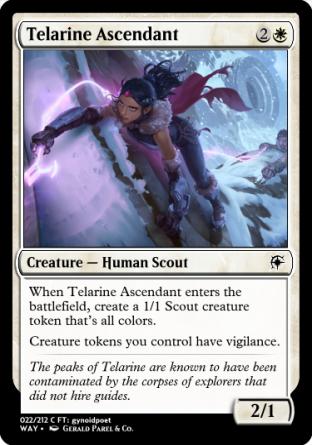 Telarine Ascendant 2
Creature — Human Scout
When Telarine Ascendant enters the
battlefield, create a 1/1 Scout creature
token that's all colors.
Creature tokens you control have vigilance.
The peaks of Telarine are known to have been
contaminated by the corpses of explorers that
did not hire guides.
2/1
022/212 C FT: gynoidpoet
WAY • Gerald Parel & Co.